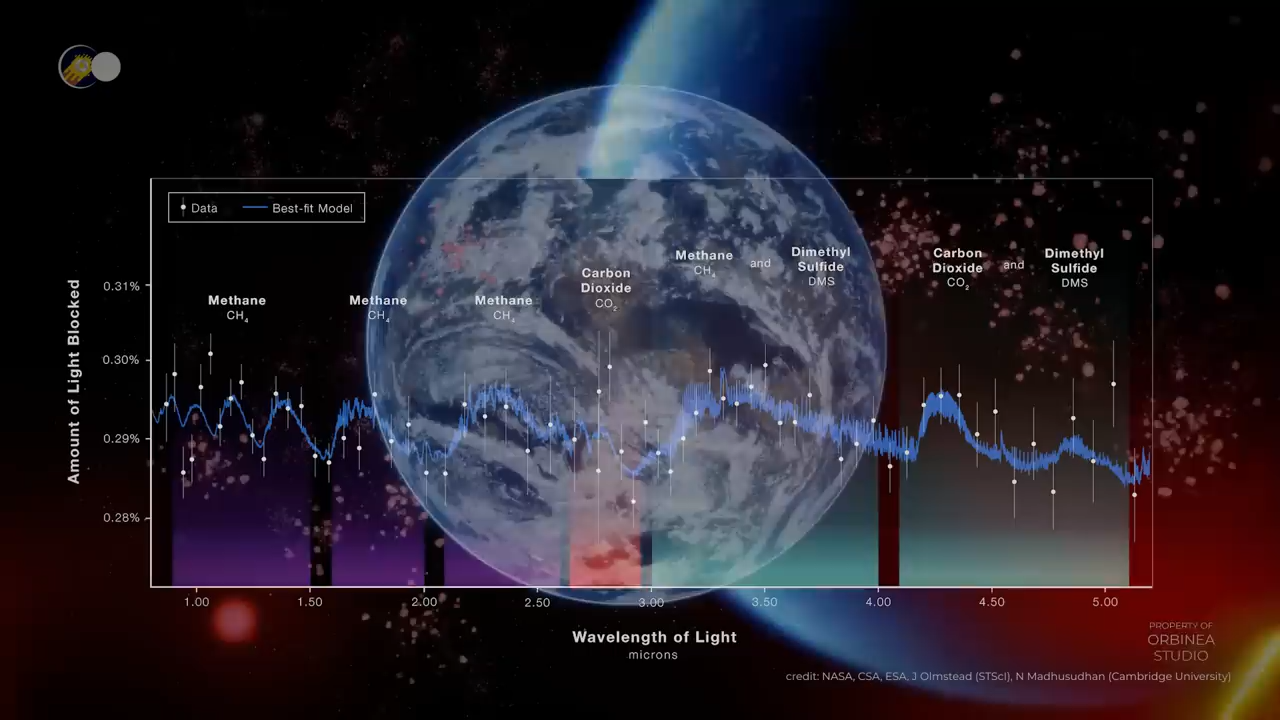 Data
Best-fit Model
Amount of Light Blocked
0.31%
0.30%
0.29%
0.28%
Methane
CH₄
Methane
CH₄
Methane
CH₄
Carbon
Dioxide
CO₂
Methane
CH₄
and
Dimethyl
Sulfide
DMS
Carbon
Dioxide
CO₂
and
Dimethyl
Sulfide
DMS
1.00 1.50 2.00 2.50 3.00 3.50 4.00 4.50 5.00
Wavelength of Light
microns
PROPERTY OF
ORBINEA
STUDIO
credit: NASA, CSA, ESA, J Olmstead (STScI), N Madhusudhan (Cambridge University)